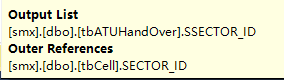 Output List
[smx].[dbo].[tbATUHandOver].SSECTOR_ID
Outer References
[smx].[dbo].[tbCell].SECTOR_ID